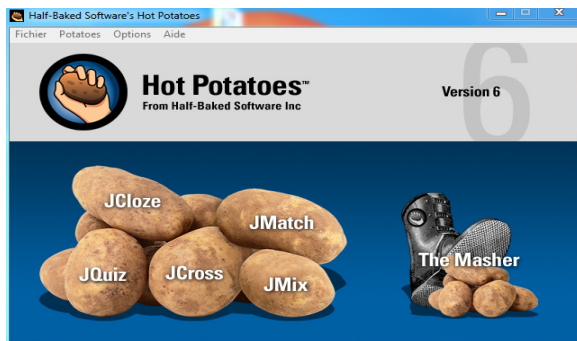 Half-Baked Software's Hot Potatoes
Fichier Potatoes Options Aide
Hot Potatoes™
From Half-Baked Software Inc
6
Version 6
JCloze
JMatch
JQuiz
JCross
JMix
The Masher